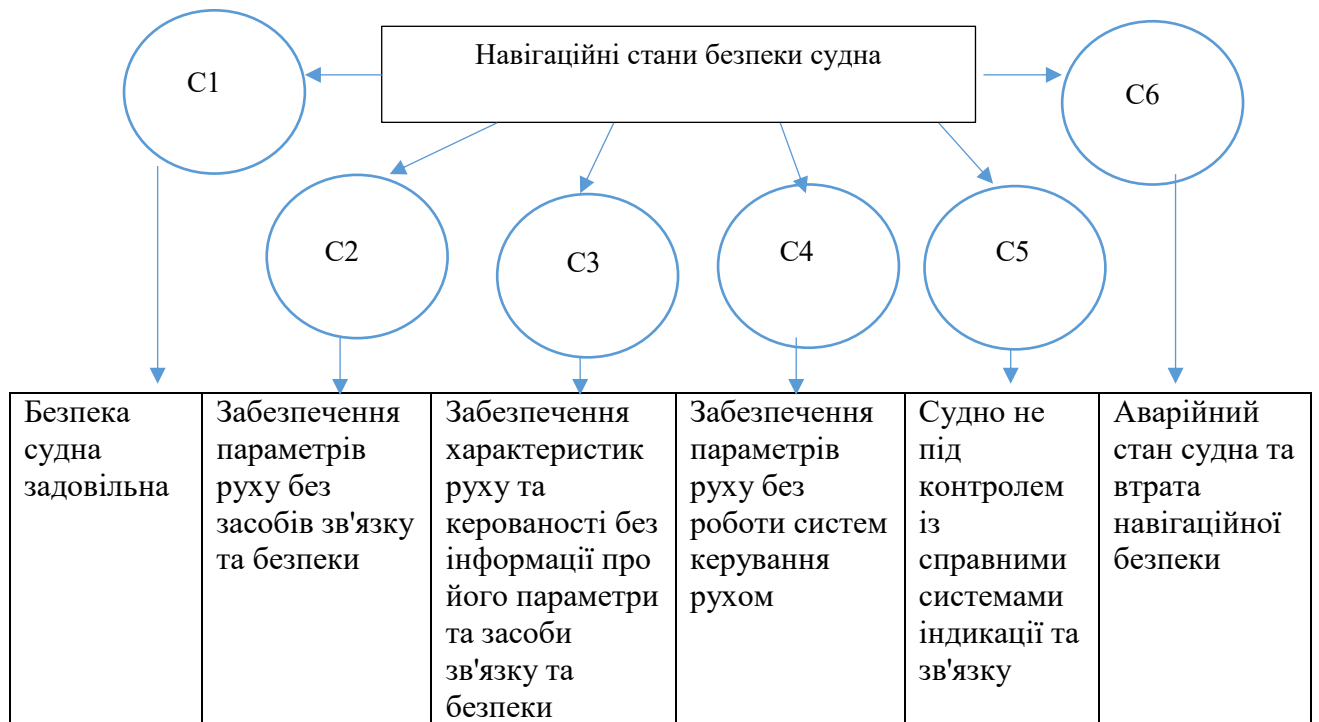 Навігаційні стани безпеки судна
С1
С6
С2
С3
С4
С5
Безпека
судна
задовільна
Забезпечення
параметрів
руху без
засобів зв'язку
та безпеки
Забезпечення
характеристик
руху та
керованості без
інформації про
його параметри
та засоби
зв'язку та
безпеки
Забезпечення
параметрів
руху без
роботи систем
керування
рухом
Судно не
під
контролем
із
справними
системами
індикації та
зв'язку
Аварійний
стан судна та
втрата
навігаційної
безпеки